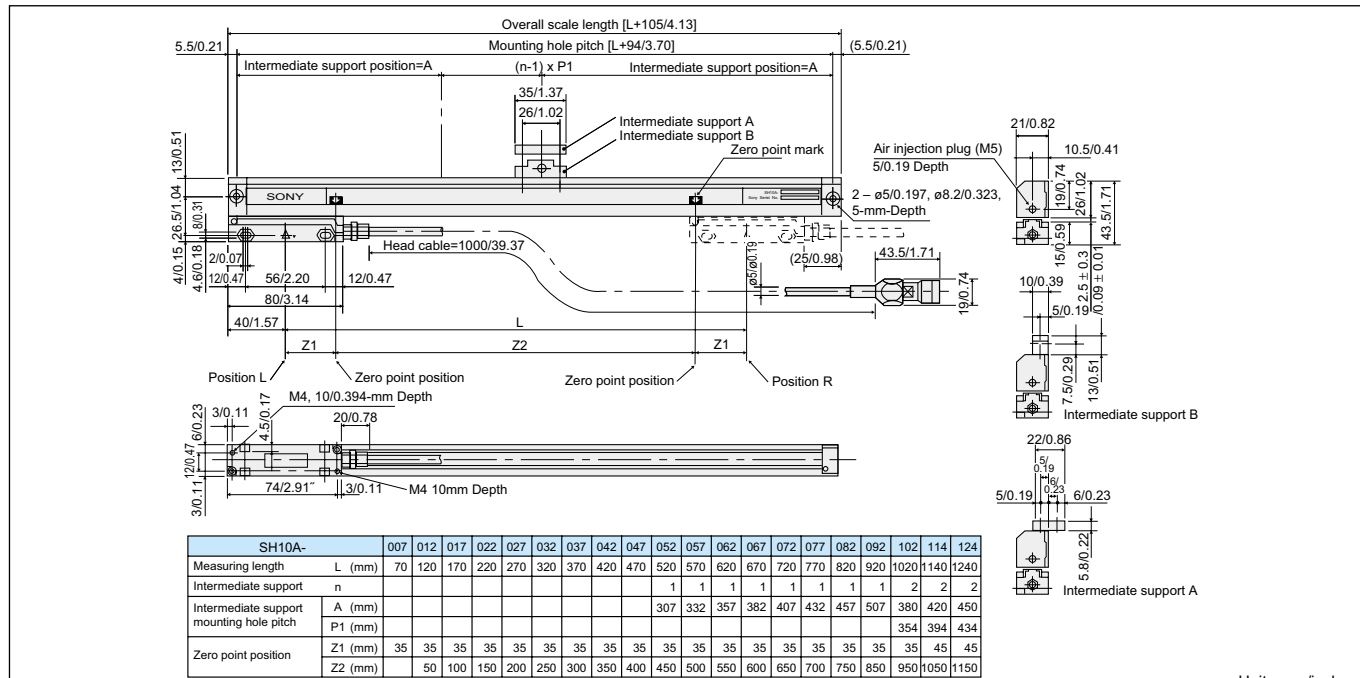 Overall scale length [L+105/4.13]
5.5/0.21
Mounting hole pitch [L+94/3.70]
(5.5/0.21)
Intermediate support position=A
(n-1) x P1
Intermediate support position=A
35/1.37
26/1.02
Intermediate support A
Intermediate support B
Zero point mark
13/0.51
26.5/1.04
8/0.31
4/0.15
4.6/0.18
SONY
SH10A-
Sony Serial No.
2 – ø5/0.197, ø8.2/0.323,
5-mm-Depth
Head cable=1000/39.37
2/0.07
12/0.47
56/2.20
12/0.47
80/3.14
40/1.57
L
(25/0.98)
ø5/ø0.19
43.5/1.71
19/0.74
Z1
Z2
Z1
Position L
Zero point position
Zero point position
Position R
M4, 10/0.394-mm Depth
3/0.11
6/0.23
4.5/0.17
20/0.78
12/0.47
3/0.11
74/2.91″
3/0.11
M4 10mm Depth
21/0.82
Air injection plug (M5)
5/0.19 Depth
10.5/0.41
19/0.74
26/1.02
43.5/1.71
15/0.59
2.5 ± 0.3
/0.09 ± 0.01
10/0.39
5/0.19
7.5/0.29
13/0.51
Intermediate support B
22/0.86
5/
0.19
6/
0.23
5/0.19
6/0.23
5.8/0.22
Intermediate support A
SH10A- 007 012 017 022 027 032 037 042 047 052 057 062 067 072 077 082 092 102 114 124
Measuring length L (mm) 70 120 170 220 270 320 370 420 470 520 570 620 670 720 770 820 920 1020 1140 1240
Intermediate support n 1 1 1 1 1 1 1 1 2 2 2
Intermediate support
mounting hole pitch
A (mm) 307 332 357 382 407 432 457 507 380 420 450
P1 (mm) 354 394 434
Zero point position
Z1 (mm) 35 35 35 35 35 35 35 35 35 35 35 35 35 35 35 35 35 35 45 45
Z2 (mm) 50 100 150 200 250 300 350 400 450 500 550 600 650 700 750 850 950 1050 1150